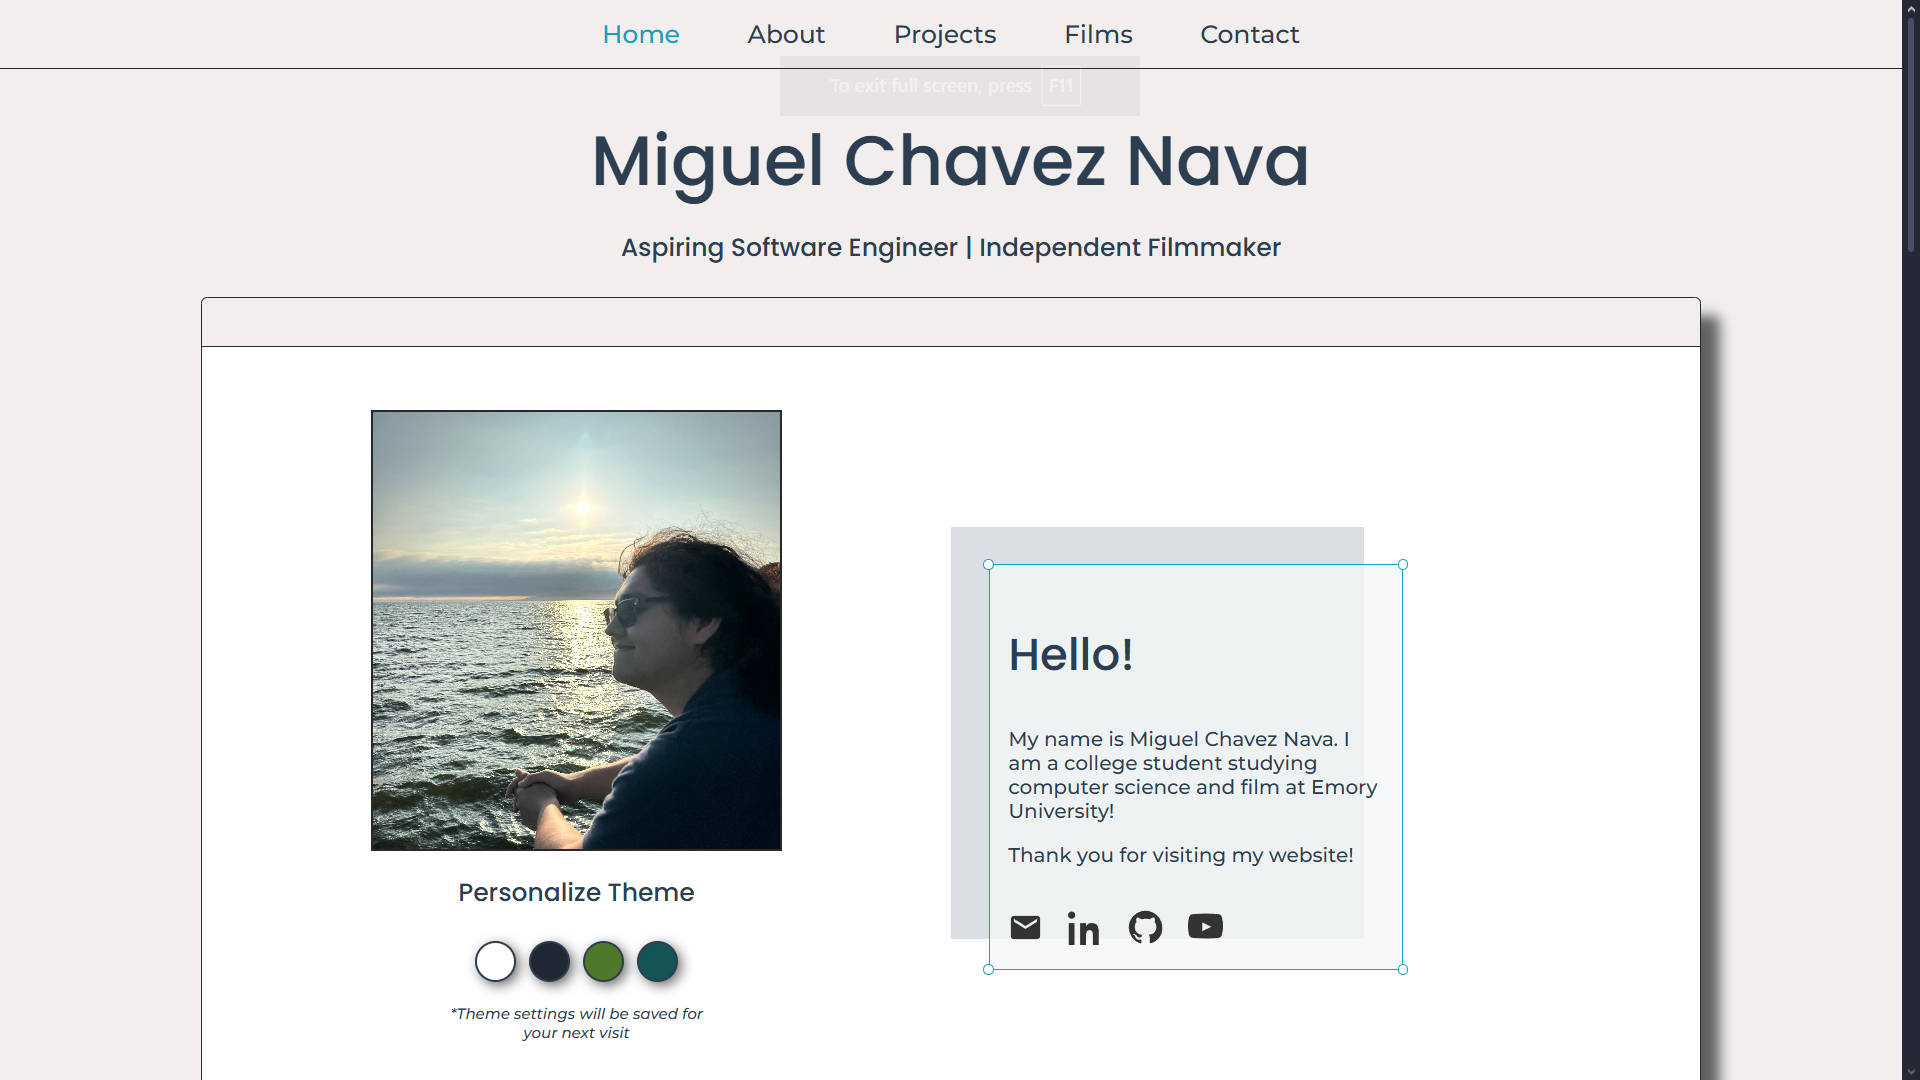 Home About Projects Films Contact
To exit full screen, press F11
Miguel Chavez Nava
Aspiring Software Engineer | Independent Filmmaker
Hello!
My name is Miguel Chavez Nava. I
am a college student studying
computer science and film at Emory
University!
Thank you for visiting my website!
in
Personalize Theme
*Theme settings will be saved for
your next visit